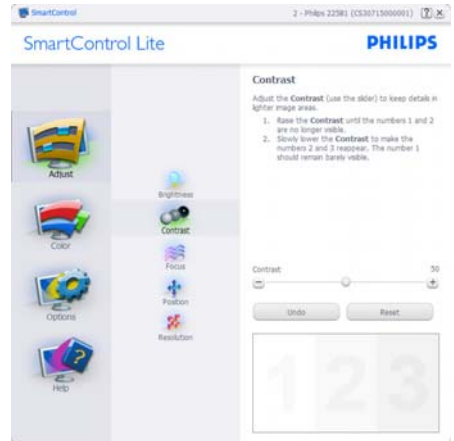 SmartControl
2 - Philips 225B1 (CS30715000001) ? ×
SmartControl Lite
PHILIPS
Adjust
Color
Options
Help
Brightness
Contrast
Focus
Position
Resolution
Contrast
Adjust the Contrast (use the slider) to keep details in
lighter image areas.
1. Raise the Contrast until the numbers 1 and 2
are no longer visible.
2. Slowly lower the Contrast to make the
numbers 2 and 3 reappear. The number 1
should remain barely visible.
Contrast 50
Undo Reset
1 2 3